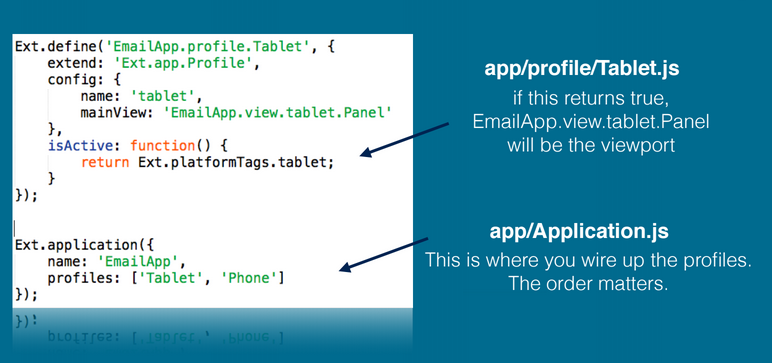 Ext.define('EmailApp.profile.Tablet', {
    extend: 'Ext.app.Profile',
    config: {
        name: 'tablet',
        mainView: 'EmailApp.view.tablet.Panel'
    },
    isActive: function() {
        return Ext.platformTags.tablet;
    }
});
Ext.application({
    name: 'EmailApp',
    profiles: ['Tablet', 'Phone']
});
app/profile/Tablet.js
if this returns true,
EmailApp.view.tablet.Panel
will be the viewport
app/Application.js
This is where you wire up the profiles.
The order matters.